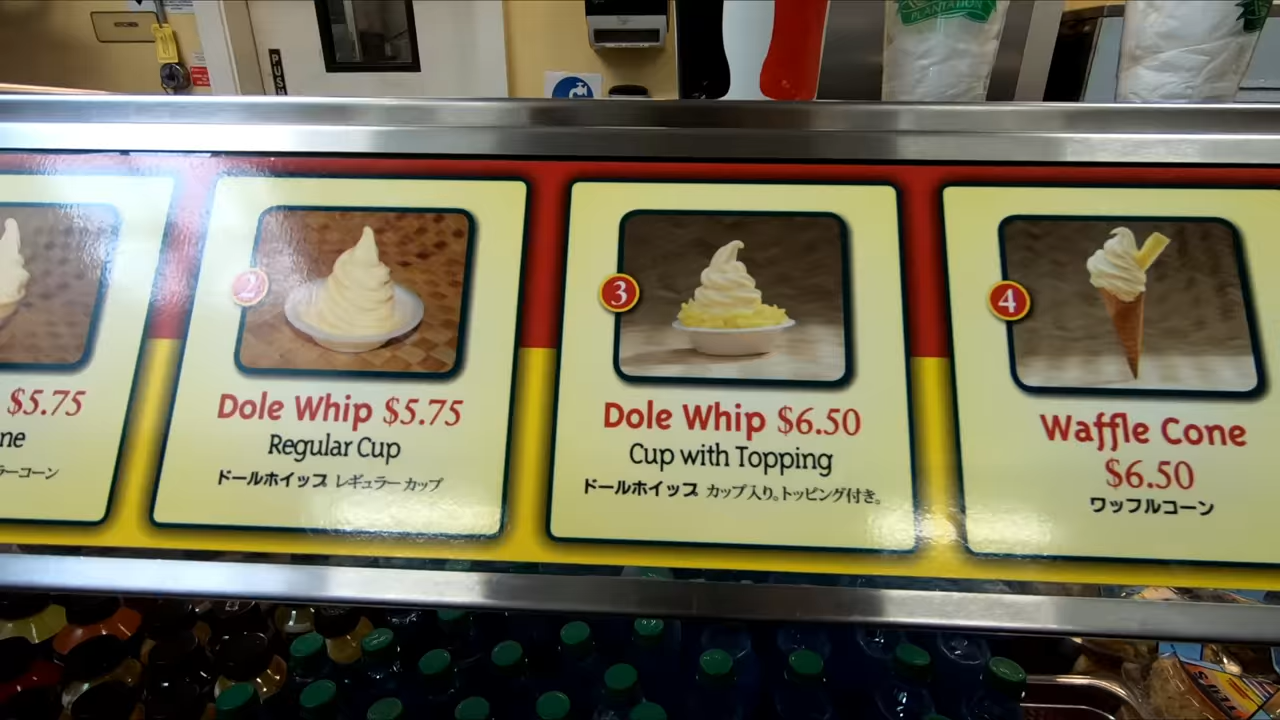 PUSH
PLANTATION
$5.75
ne
ラーコーン
2
Dole Whip $5.75
Regular Cup
ドールホイップ レギュラーカップ
3
Dole Whip $6.50
Cup with Topping
ドールホイップ カップ入り。トッピング付き。
4
Waffle Cone
$6.50
ワッフルコーン